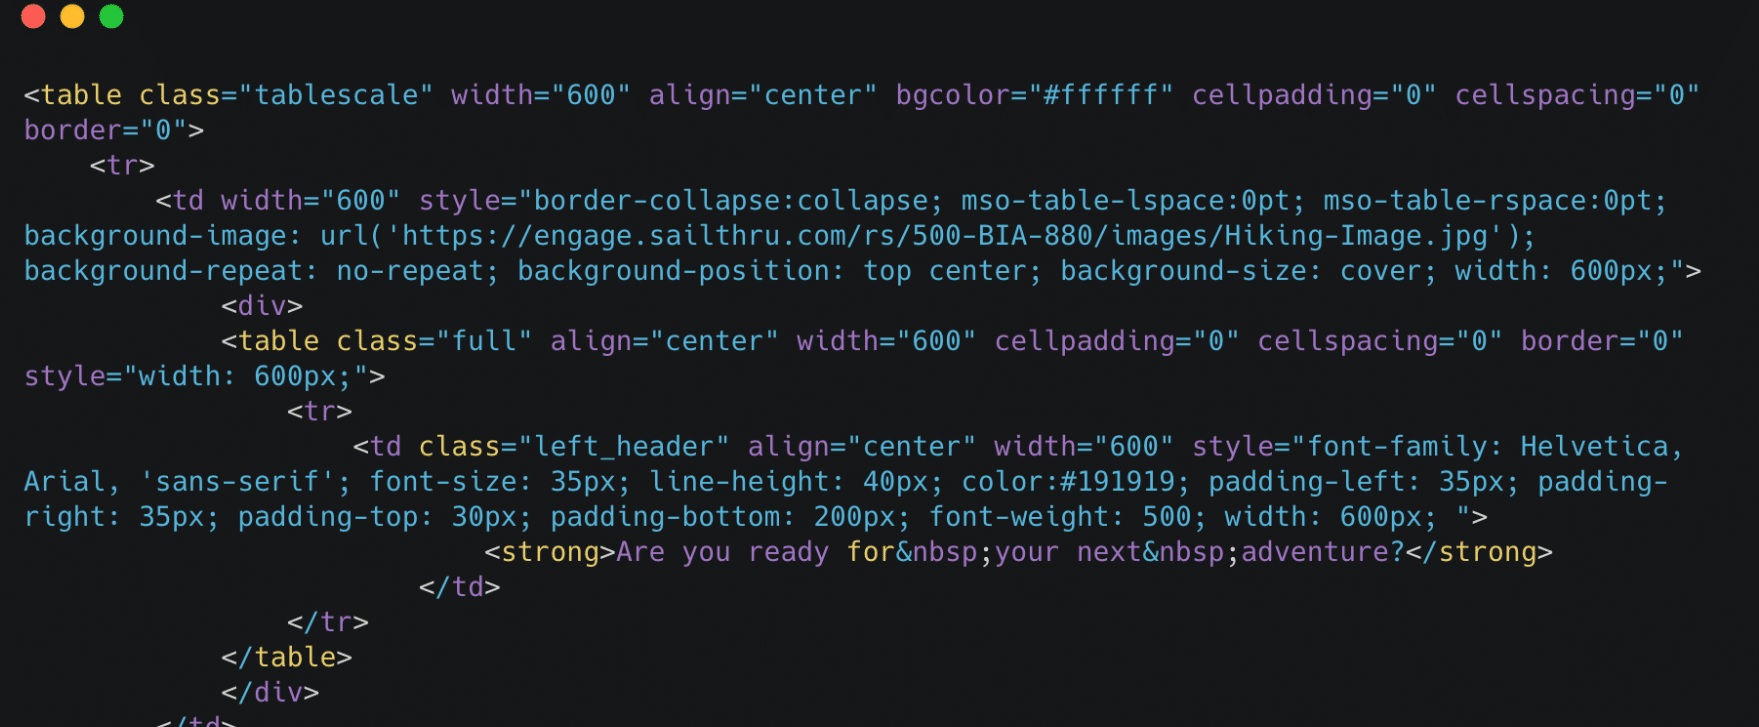 <table class="tablescale" width="600" align="center" bgcolor="#ffffff" cellpadding="0" cellspacing="0"
border="0">
    <tr>
        <td width="600" style="border-collapse:collapse; mso-table-lspace:0pt; mso-table-rspace:0pt;
background-image: url('https://engage.sailthru.com/rs/500-BIA-880/images/Hiking-Image.jpg');
background-repeat: no-repeat; background-position: top center; background-size: cover; width: 600px;">
            <div>
            <table class="full" align="center" width="600" cellpadding="0" cellspacing="0" border="0"
style="width: 600px;">
                <tr>
                    <td class="left_header" align="center" width="600" style="font-family: Helvetica,
Arial, 'sans-serif'; font-size: 35px; line-height: 40px; color:#191919; padding-left: 35px; padding-
right: 35px; padding-top: 30px; padding-bottom: 200px; font-weight: 500; width: 600px; ">
                            <strong>Are you ready for&nbsp;your next&nbsp;adventure?</strong>
                        </td>
                </tr>
            </table>
            </div>
        </td>